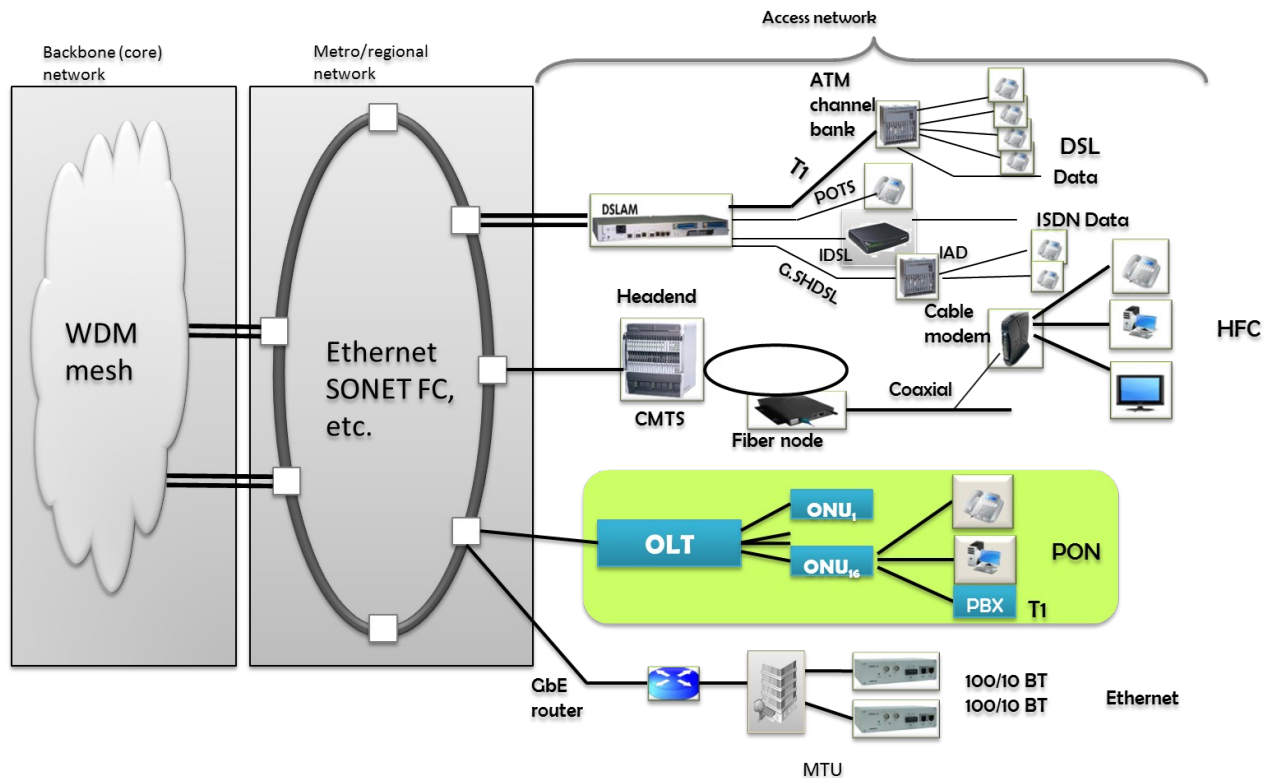 Access network
Backbone (core)
network
Metro/regional
network
ATM
channel
bank
DSL
Data
T1
POTS
DSLAM
ISDN Data
IDSL
IAD
G.SHDSL
Headend
Cable
modem
HFC
WDM
mesh
Ethernet
SONET FC,
etc.
Coaxial
CMTS
Fiber node
ONU1
OLT
PON
ONU16
PBX
T1
GbE
router
100/10 BT
100/10 BT
Ethernet
MTU